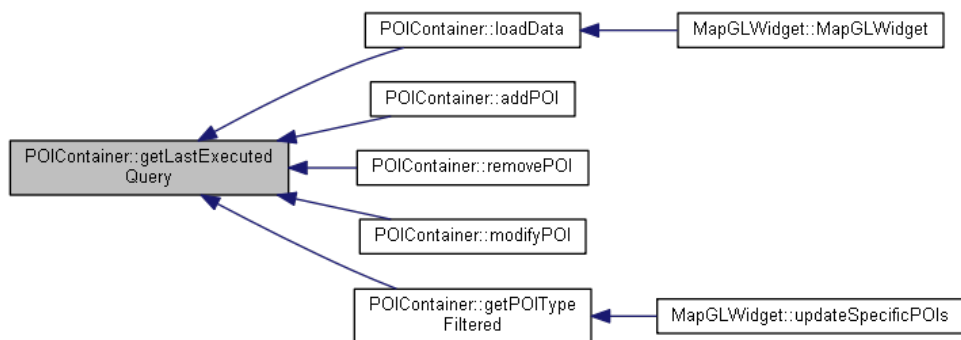 POIContainer::loadData
MapGLWidget::MapGLWidget
POIContainer::addPOI
POIContainer::getLastExecuted
Query
POIContainer::removePOI
POIContainer::modifyPOI
POIContainer::getPOIType
Filtered
MapGLWidget::updateSpecificPOIs